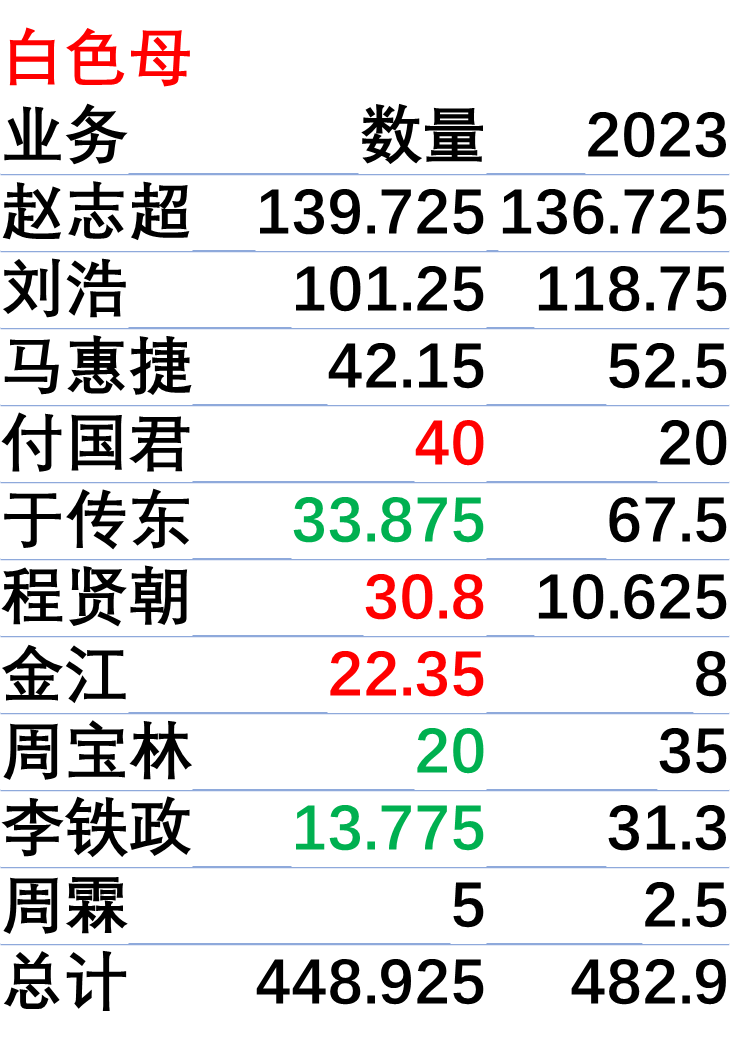 白色母
业务 数量 2023
赵志超 139.725 136.725
刘浩 101.25 118.75
马惠捷 42.15 52.5
付国君 40 20
于传东 33.875 67.5
程贤朝 30.8 10.625
金江 22.35 8
周宝林 20 35
李铁政 13.775 31.3
周霖 5 2.5
总计 448.925 482.9